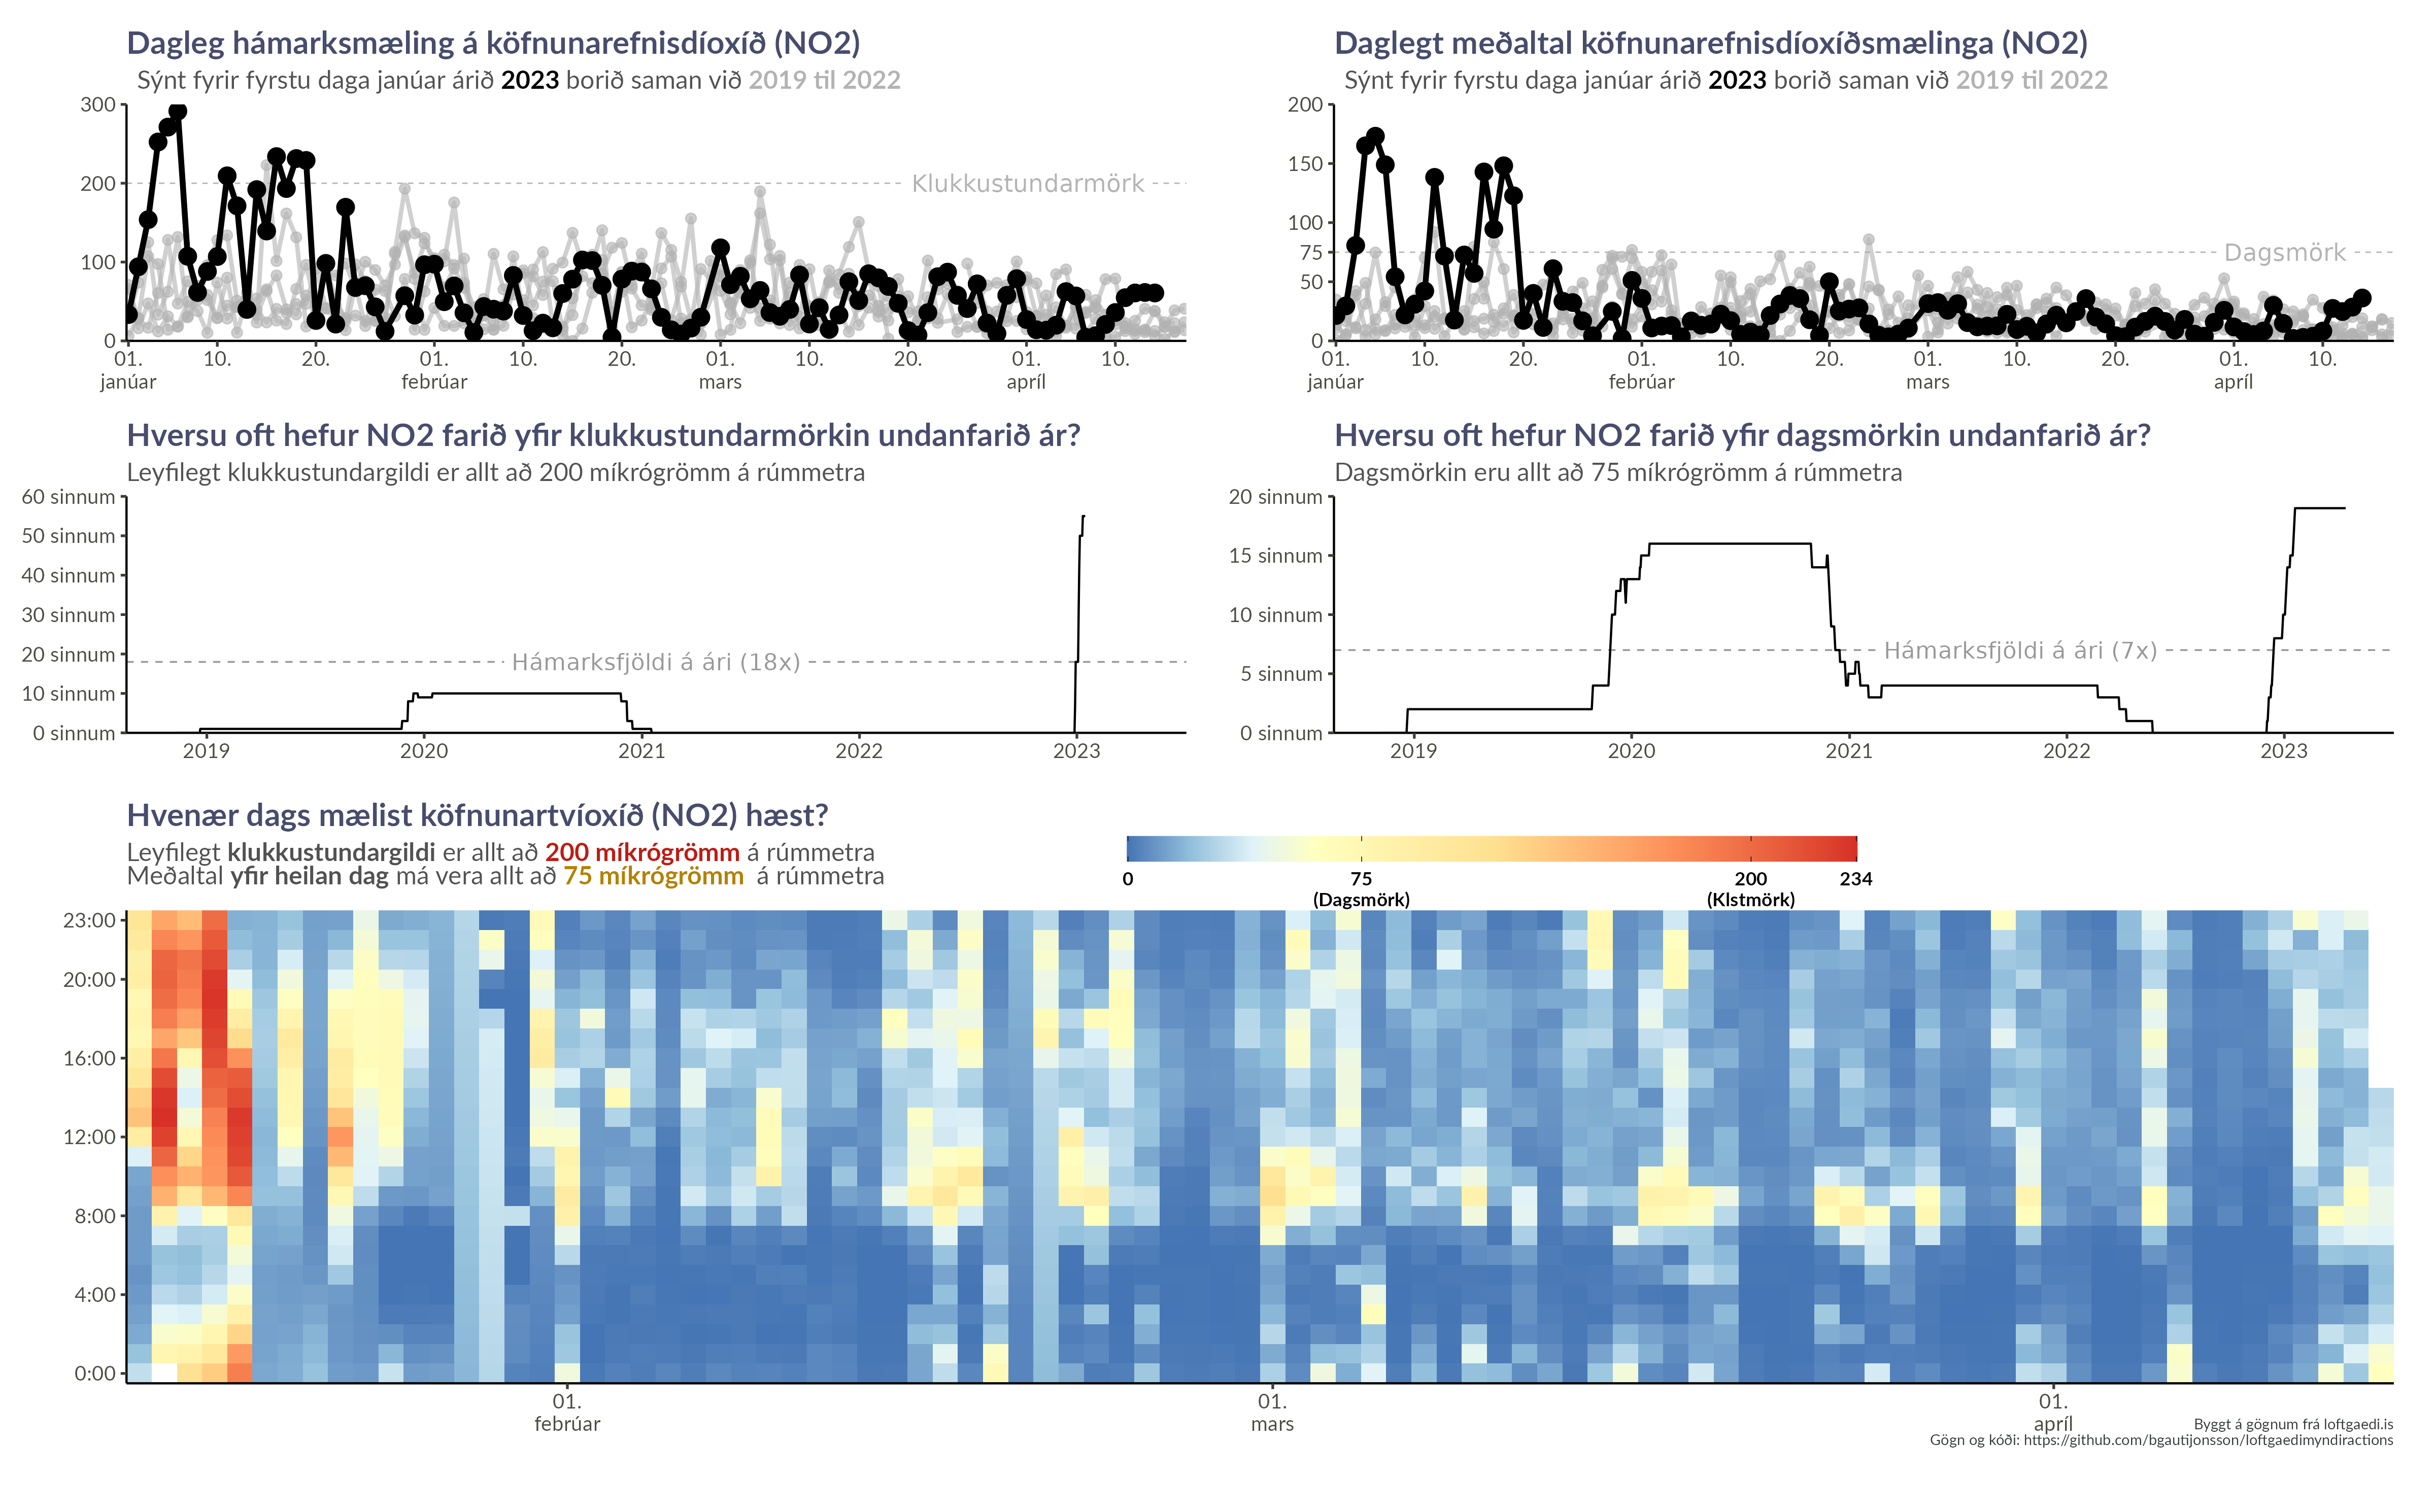 Dagleg hámarksmæling á köfnunarefnisdíoxíð (NO2)
Sýnt fyrir fyrstu daga janúar árið 2023 borið saman við 2019 til 2022
300
200
100
0
Klukkustundarmörk
01. 10. 20. 01. 10. 20. 01. 10. 20. 01. 10.
janúar febrúar mars apríl
Daglegt meðaltal köfnunarefnisdíoxíðsmælinga (NO2)
Sýnt fyrir fyrstu daga janúar árið 2023 borið saman við 2019 til 2022
200
150
100
75
50
0
Dagsmörk
01. 10. 20. 01. 10. 20. 01. 10. 20. 01. 10.
janúar febrúar mars apríl
Hversu oft hefur NO2 farið yfir klukkustundarmörkin undanfarið ár?
Leyfilegt klukkustundargildi er allt að 200 míkrógrömm á rúmmetra
60 sinnum
50 sinnum
40 sinnum
30 sinnum
20 sinnum
10 sinnum
0 sinnum
Hámarksfjöldi á ári (18x)
2019 2020 2021 2022 2023
Hversu oft hefur NO2 farið yfir dagsmörkin undanfarið ár?
Dagsmörkin eru allt að 75 míkrógrömm á rúmmetra
20 sinnum
15 sinnum
10 sinnum
5 sinnum
0 sinnum
Hámarksfjöldi á ári (7x)
2019 2020 2021 2022 2023
Hvenær dags mælist köfnunartvíoxíð (NO2) hæst?
Leyfilegt klukkustundargildi er allt að 200 míkrógrömm á rúmmetra
Meðaltal yfir heilan dag má vera allt að 75 míkrógrömm á rúmmetra
0 75 200 234
(Dagsmörk) (Klstmörk)
23:00
20:00
16:00
12:00
8:00
4:00
0:00
01. 01. 01.
febrúar mars apríl
Byggt á gögnum frá loftgaedi.is
Gögn og kóði: https://github.com/bgautijonsson/loftgaedimyndiractions